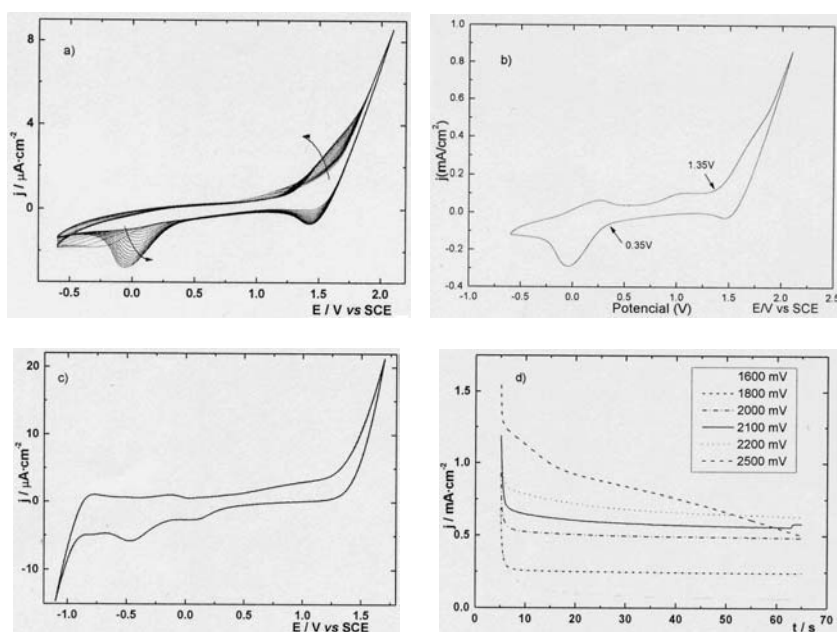 a)
j / µA·cm-2
8
4
0
-0.5 0.0 0.5 1.0 1.5 2.0
E / V vs SCE
b)
j(mA/cm²)
0.8
0.6
0.4
0.2
0.0
-0.2
0.4
1.35V
0.35V
-1.0 -0.5 0.0 0.5 1.0 1.5 2.0 2.5
Potencial (V) E/V vs SCE
c)
j / µA·cm-2
20
10
-0
-10
-1.0 -0.5 0.0 0.5 1.0 1.5
E / V vs SCE
d)
j / mA·cm-2
1.5
1.0
0.5
0.0
1600 mV
1800 mV
2000 mV
2100 mV
2200 mV
2500 mV
0 10 20 30 40 50 60 65 70
t / s